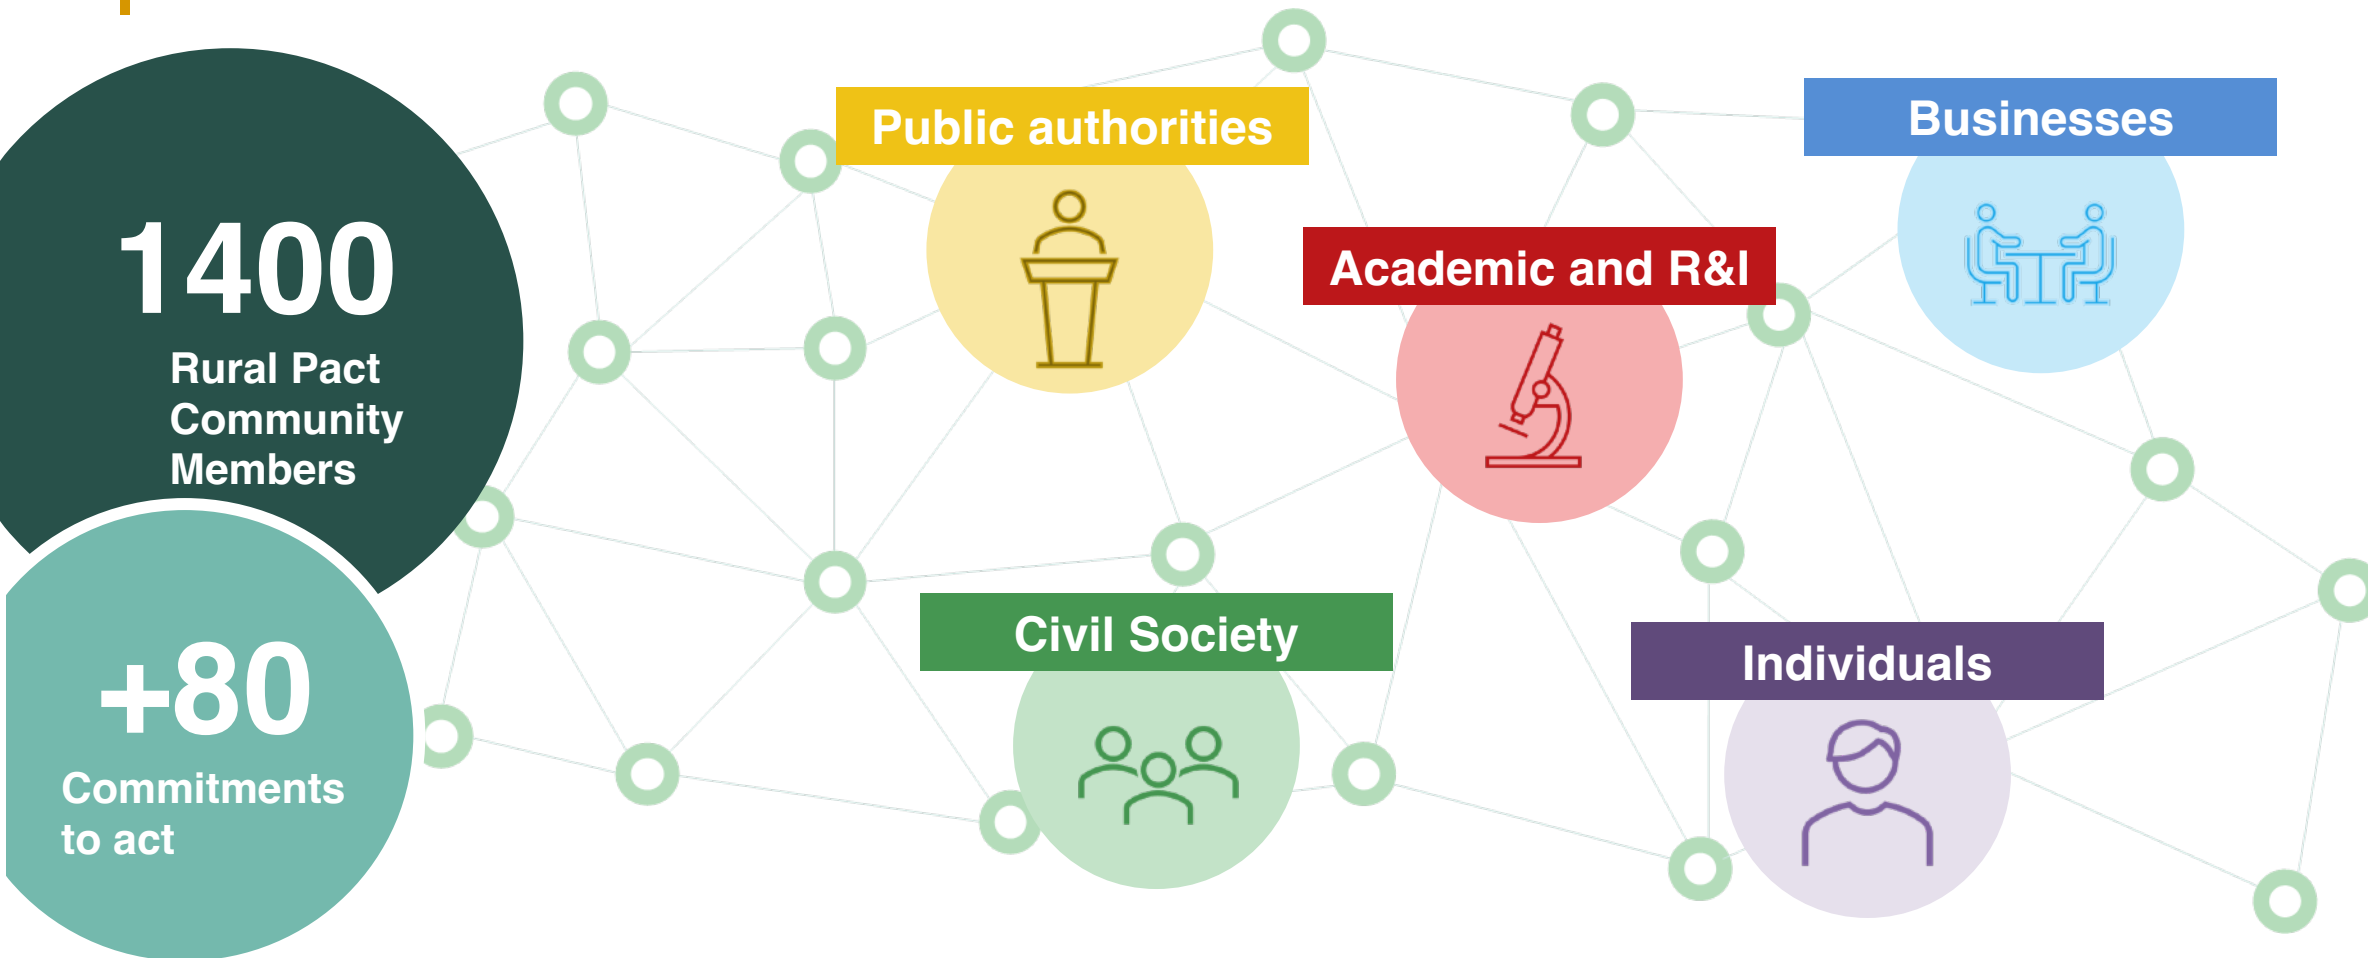 1400
Rural Pact
Community
Members
+80
Commitments
to act
Public authorities
Academic and R&I
Businesses
Civil Society
Individuals